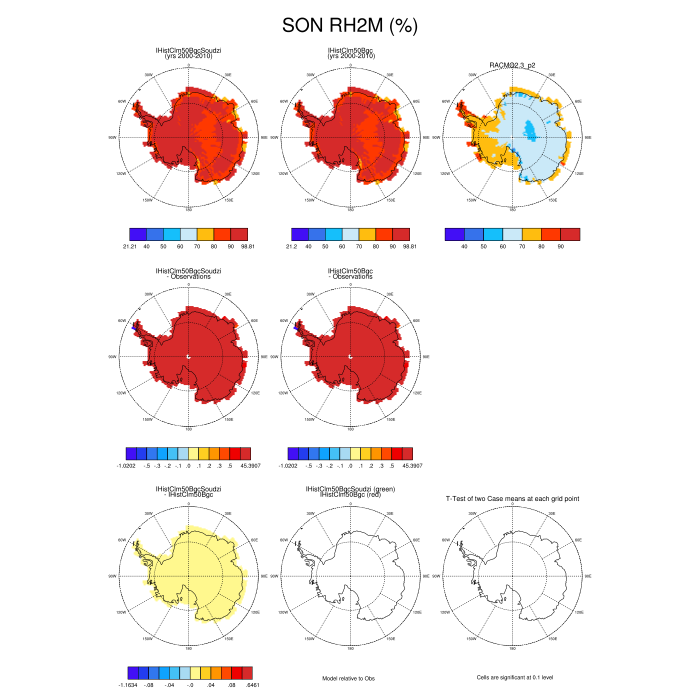 SON RH2M (%)
IHistClm50BgcSoudzi
(yrs 2000-2010)
IHistClm50Bgc
(yrs 2000-2010)
RACMO2.3_p2
0
30W
30E
60W
60E
90W
90E
120W
120E
150W
150E
180
0
30W
30E
60W
60E
90W
90E
120W
120E
150W
150E
180
0
30W
30E
60W
60E
90W
90E
120W
120E
150W
150E
180
21.21 40 50 60 70 80 90 98.81
21.2 40 50 60 70 80 90 98.81
40 50 60 70 80 90
IHistClm50BgcSoudzi
- Observations
IHistClm50Bgc
- Observations
0
30W
30E
60W
60E
90W
90E
120W
120E
150W
150E
180
0
30W
30E
60W
60E
90W
90E
120W
120E
150W
150E
180
-1.0202 -.5 -.3 -.2 -.1 .0 .1 .2 .3 .5 45.3907
-1.0202 -.5 -.3 -.2 -.1 .0 .1 .2 .3 .5 45.3907
IHistClm50BgcSoudzi
- IHistClm50Bgc
IHistClm50BgcSoudzi (green)
IHistClm50Bgc (red)
T-Test of two Case means at each grid point
0
30W
30E
60W
60E
90W
90E
120W
120E
150W
150E
180
0
30W
30E
60W
60E
90W
90E
120W
120E
150W
150E
180
0
30W
30E
60W
60E
90W
90E
120W
120E
150W
150E
180
-1.1634 -.08 -.04 -.0 .04 .08 .6461
Model relative to Obs
Cells are significant at 0.1 level